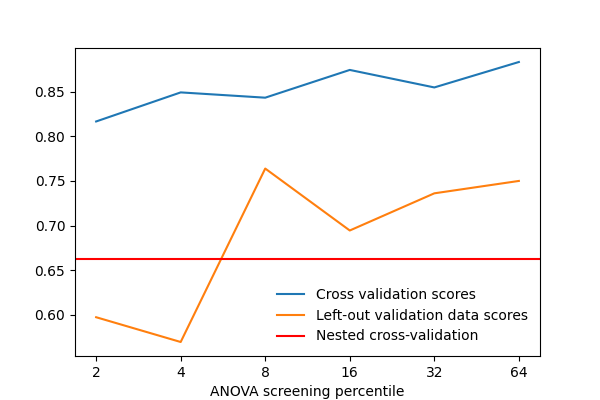 0.85
0.80
0.75
0.70
0.65
0.60
Cross validation scores
Left-out validation data scores
Nested cross-validation
2 4 8 16 32 64
ANOVA screening percentile